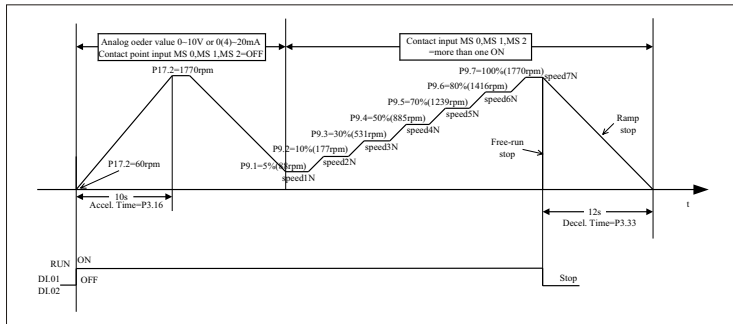 Analog oeder value 0~10V or 0(4)~20mA
Contact point input MS 0,MS 1,MS 2=OFF
Contact input MS 0,MS 1,MS 2
=more than one ON
P17.2=1770rpm
P9.7=100%(1770rpm)
speed7N
P9.6=80%(1416rpm)
speed6N
P9.5=70%(1239rpm)
speed5N
P9.4=50%(885rpm)
speed4N
P9.3=30%(531rpm)
speed3N
P9.2=10%(177rpm)
speed2N
P9.1=5%(88rpm)
speed1N
Ramp
stop
Free-run
stop
P17.2=60rpm
10s
Accel. Time=P3.16
12s
Decel. Time=P3.33
t
RUN
ON
DI.01
DI.02
OFF
Stop